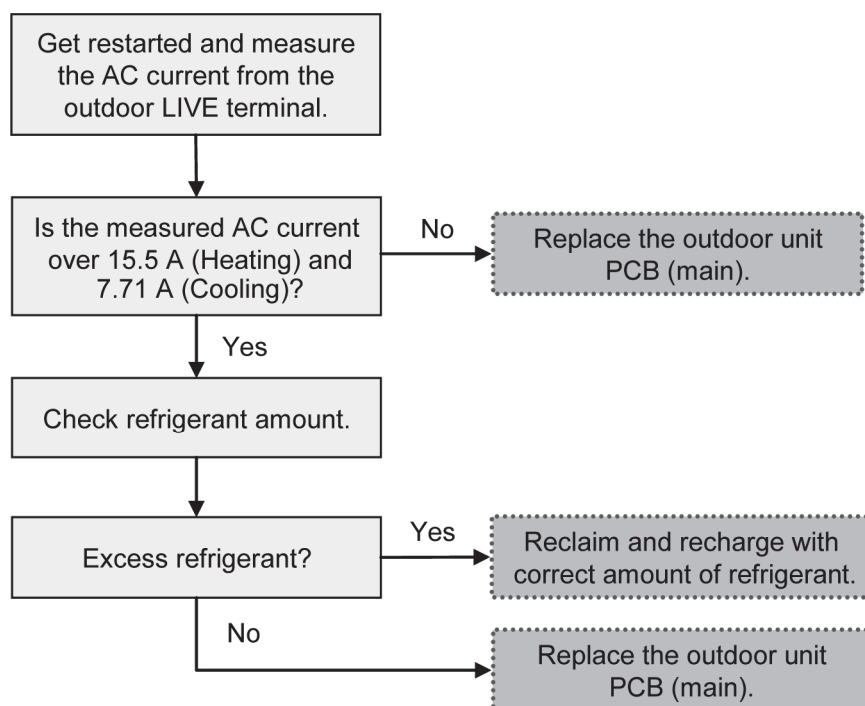 Get restarted and measure
the AC current from the
outdoor LIVE terminal.
Is the measured AC current
over 15.5 A (Heating) and
7.71 A (Cooling)?
No
Replace the outdoor unit
PCB (main).
Yes
Check refrigerant amount.
Excess refrigerant?
Yes
Reclaim and recharge with
correct amount of refrigerant.
No
Replace the outdoor unit
PCB (main).